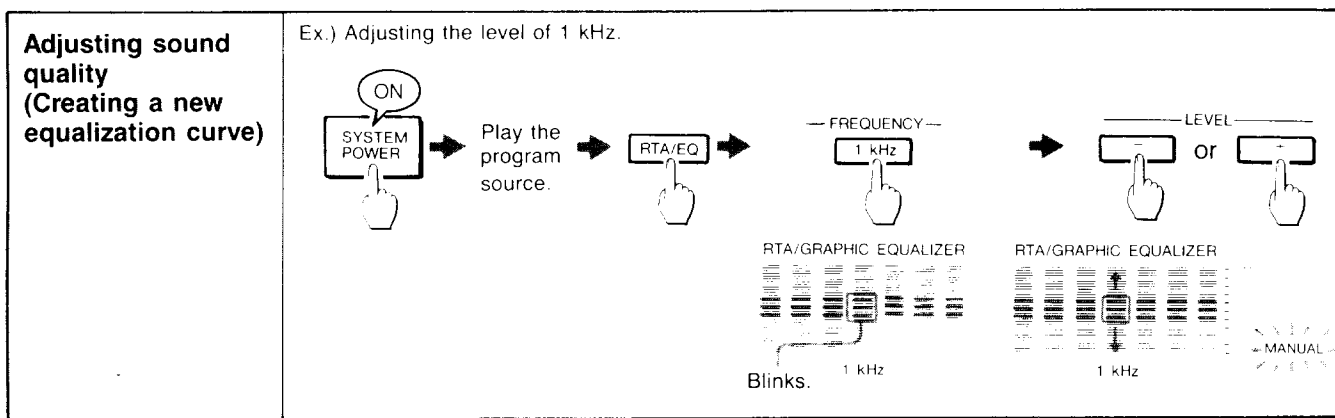 Adjusting sound
quality
(Creating a new
equalization curve)
Ex.) Adjusting the level of 1 kHz.
ON
SYSTEM
POWER
Play the
program
source.
RTA/EQ
FREQUENCY
1 kHz
LEVEL
−
or
+
RTA/GRAPHIC EQUALIZER
1 kHz
Blinks.
RTA/GRAPHIC EQUALIZER
1 kHz
MANUAL